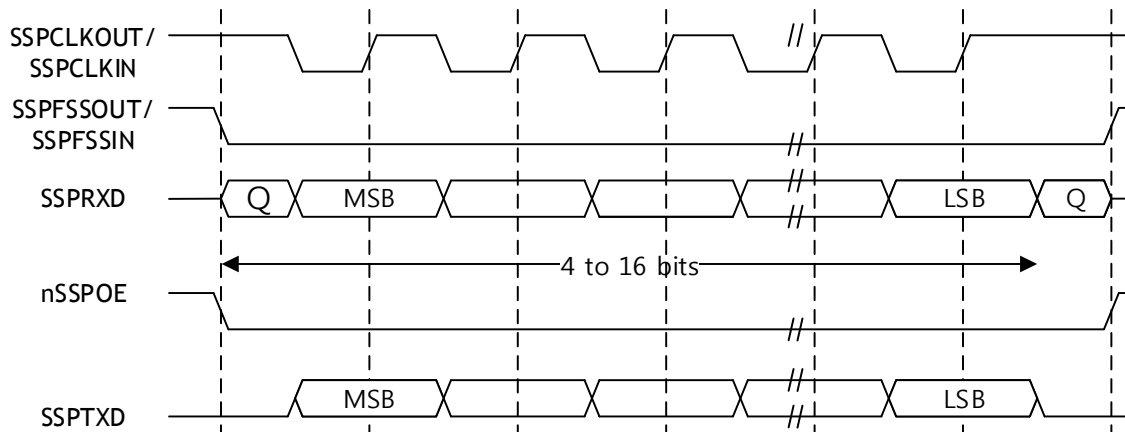 SSPCLKOUT/
SSPCLKIN
SSPFSSOUT/
SSPFSSIN
SSPRXD
Q
MSB
LSB
Q
4 to 16 bits
nSSPOE
SSPTXD
MSB
LSB